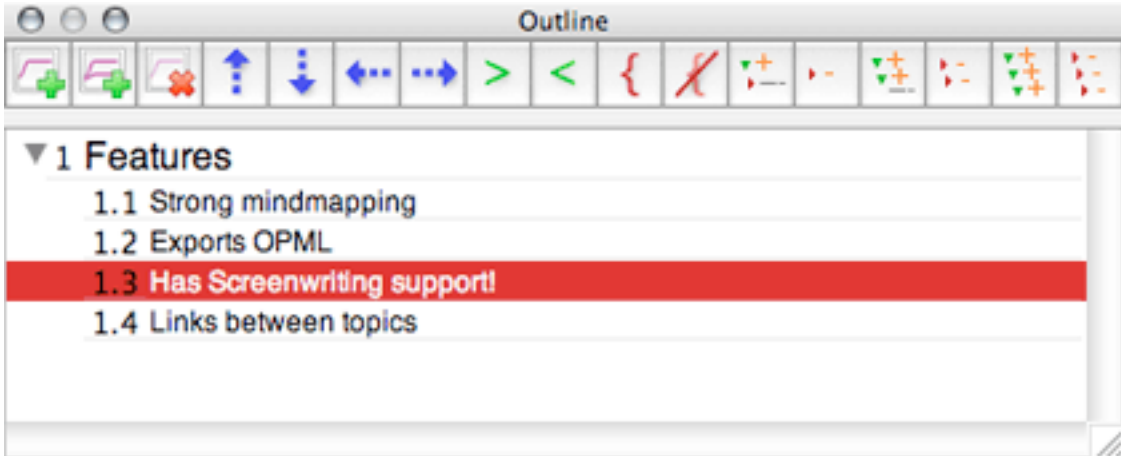 Outline
> < {
1 Features
1.1 Strong mindmapping
1.2 Exports OPML
1.3 Has Screenwriting support!
1.4 Links between topics